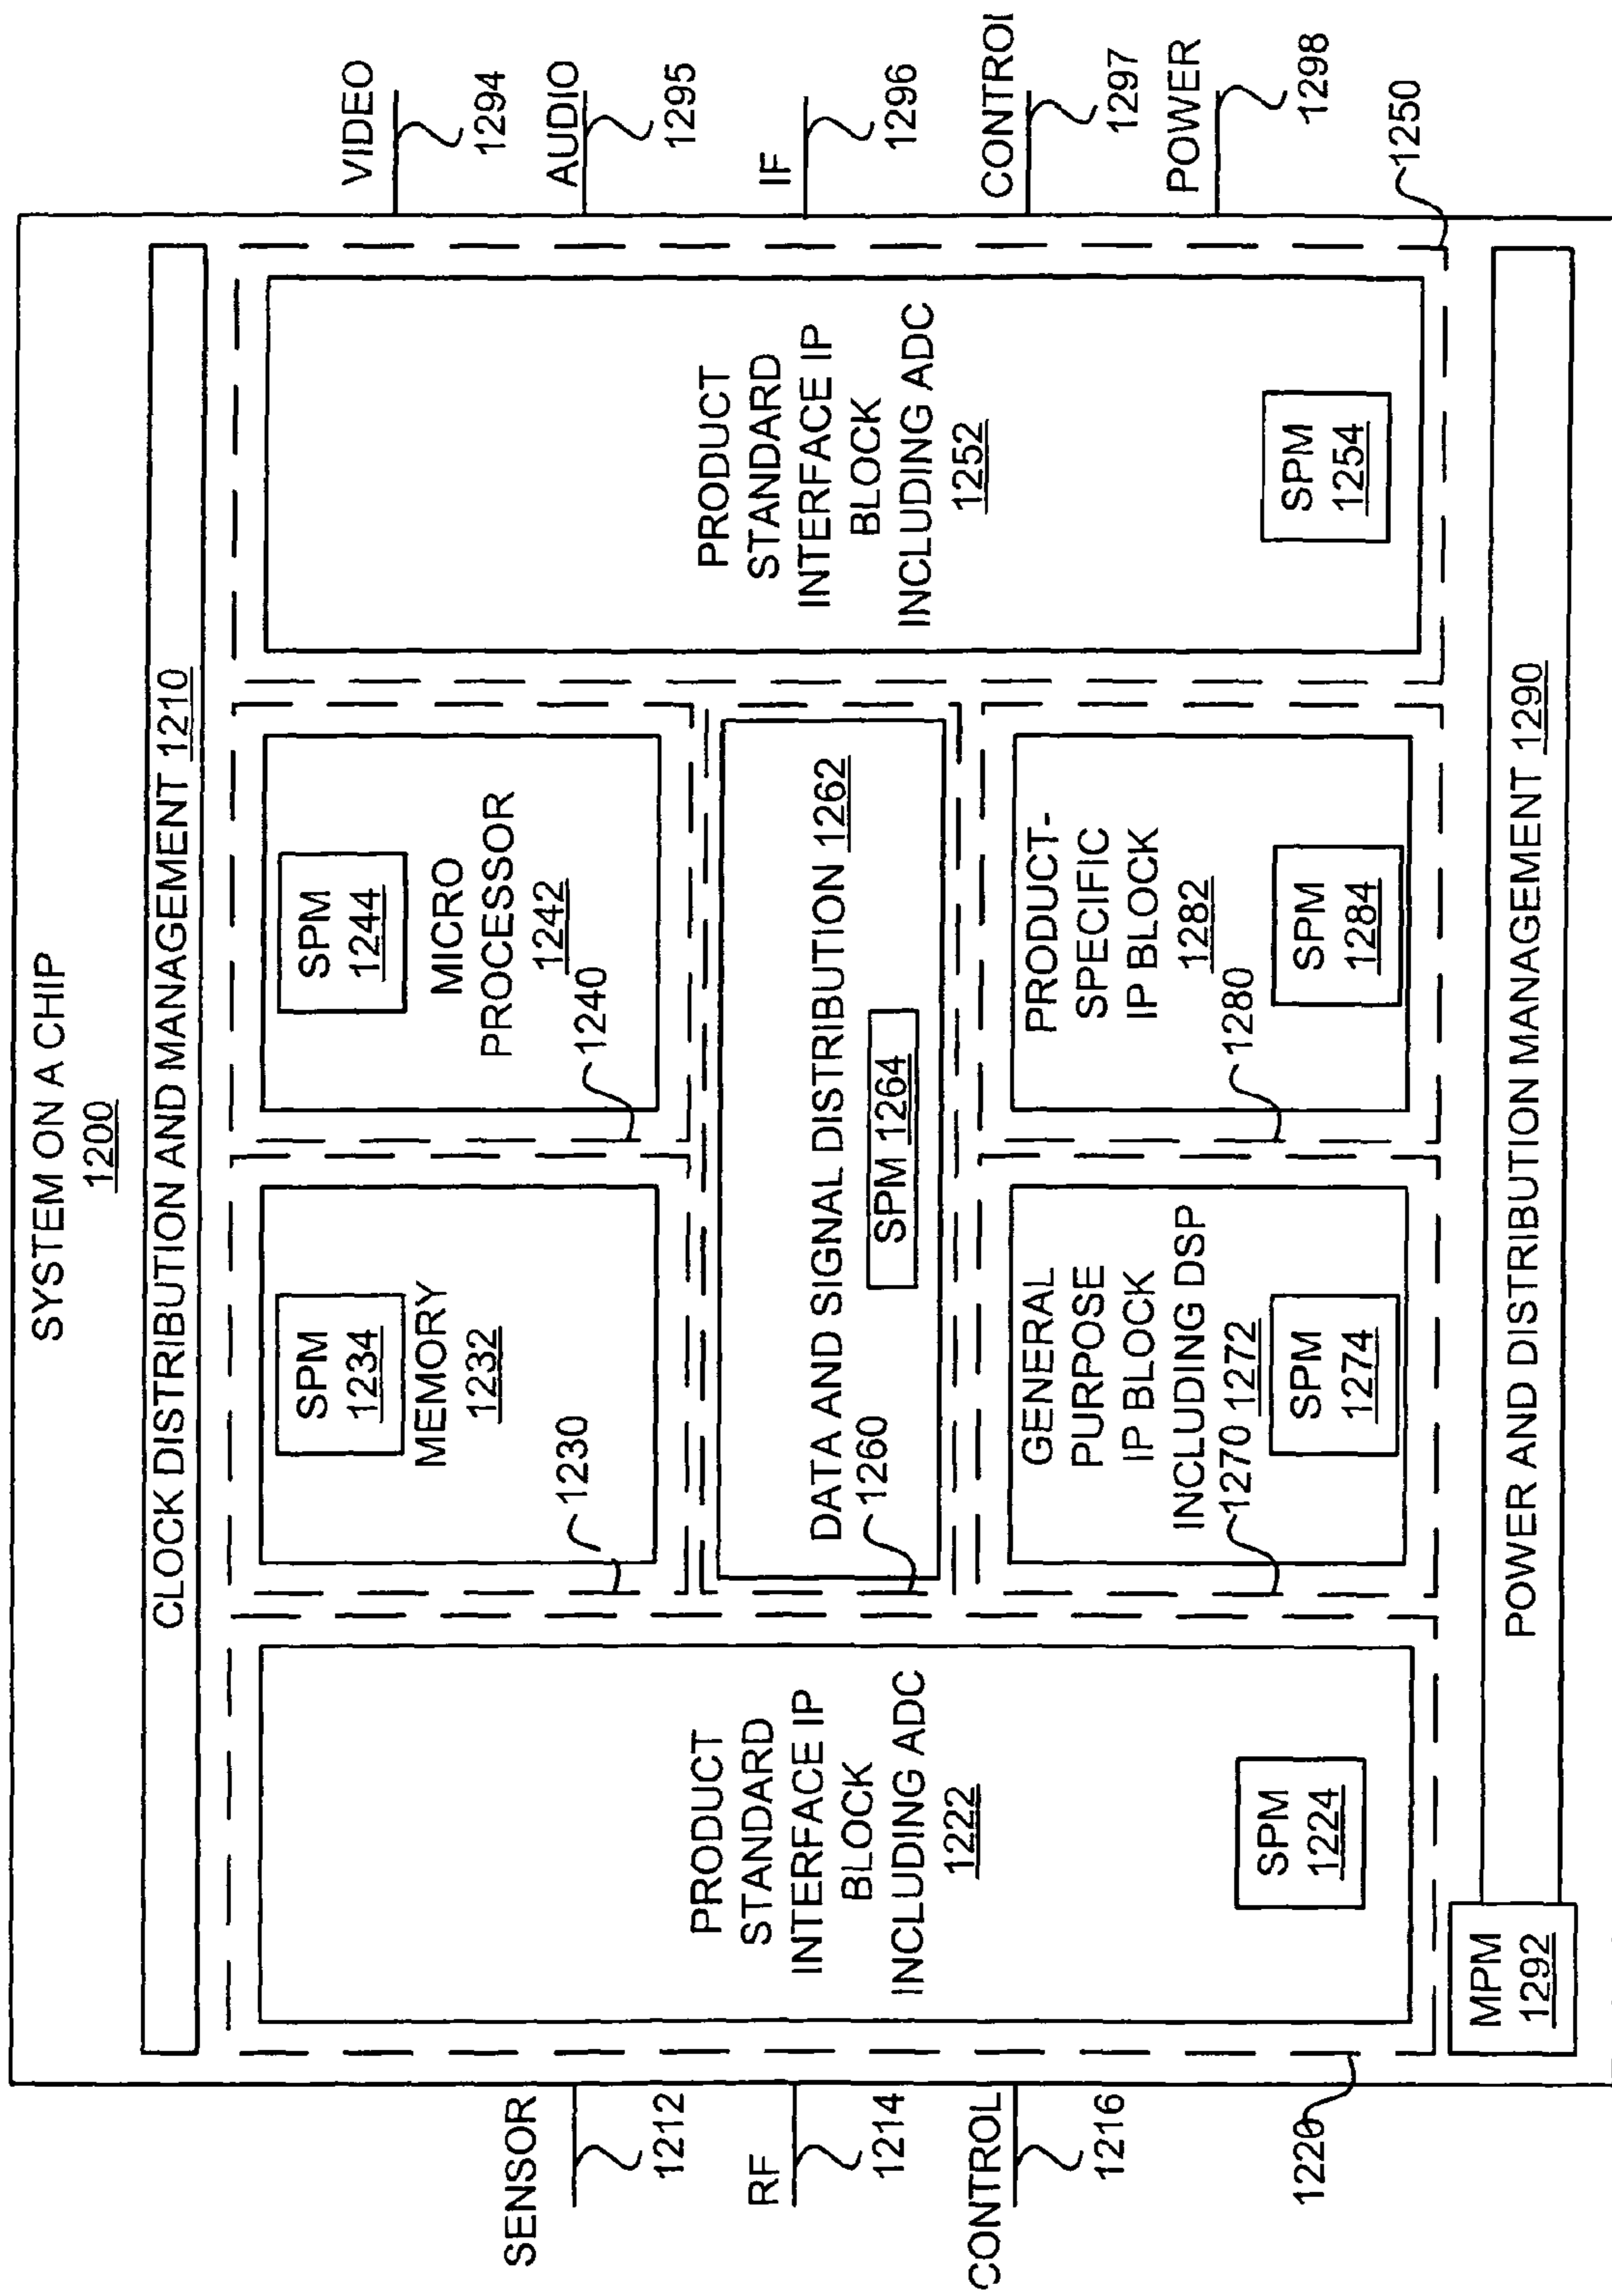 SYSTEM ON A CHIP
1200
CLOCK DISTRIBUTION AND MANAGEMENT 1210
SENSOR
1212
RF
1214
CONTROL
1216
1220
PRODUCT
STANDARD
INTERFACE IP
BLOCK
INCLUDING ADC
1222
SPM
1224
SPM
1234
MEMORY
1232
1230
SPM
1244
MICRO
PROCESSOR
1242
1240
DATA AND SIGNAL DISTRIBUTION 1262
1260
SPM 1264
GENERAL
PURPOSE
IP BLOCK
INCLUDING DSP
1270 1272
SPM
1274
PRODUCT-
SPECIFIC
IP BLOCK
1282
1280
SPM
1284
PRODUCT
STANDARD
INTERFACE IP
BLOCK
INCLUDING ADC
1252
SPM
1254
VIDEO
1294
AUDIO
1295
IF
1296
1297
POWER
1298
1250
MPM
1292
POWER AND DISTRIBUTION MANAGEMENT 1290